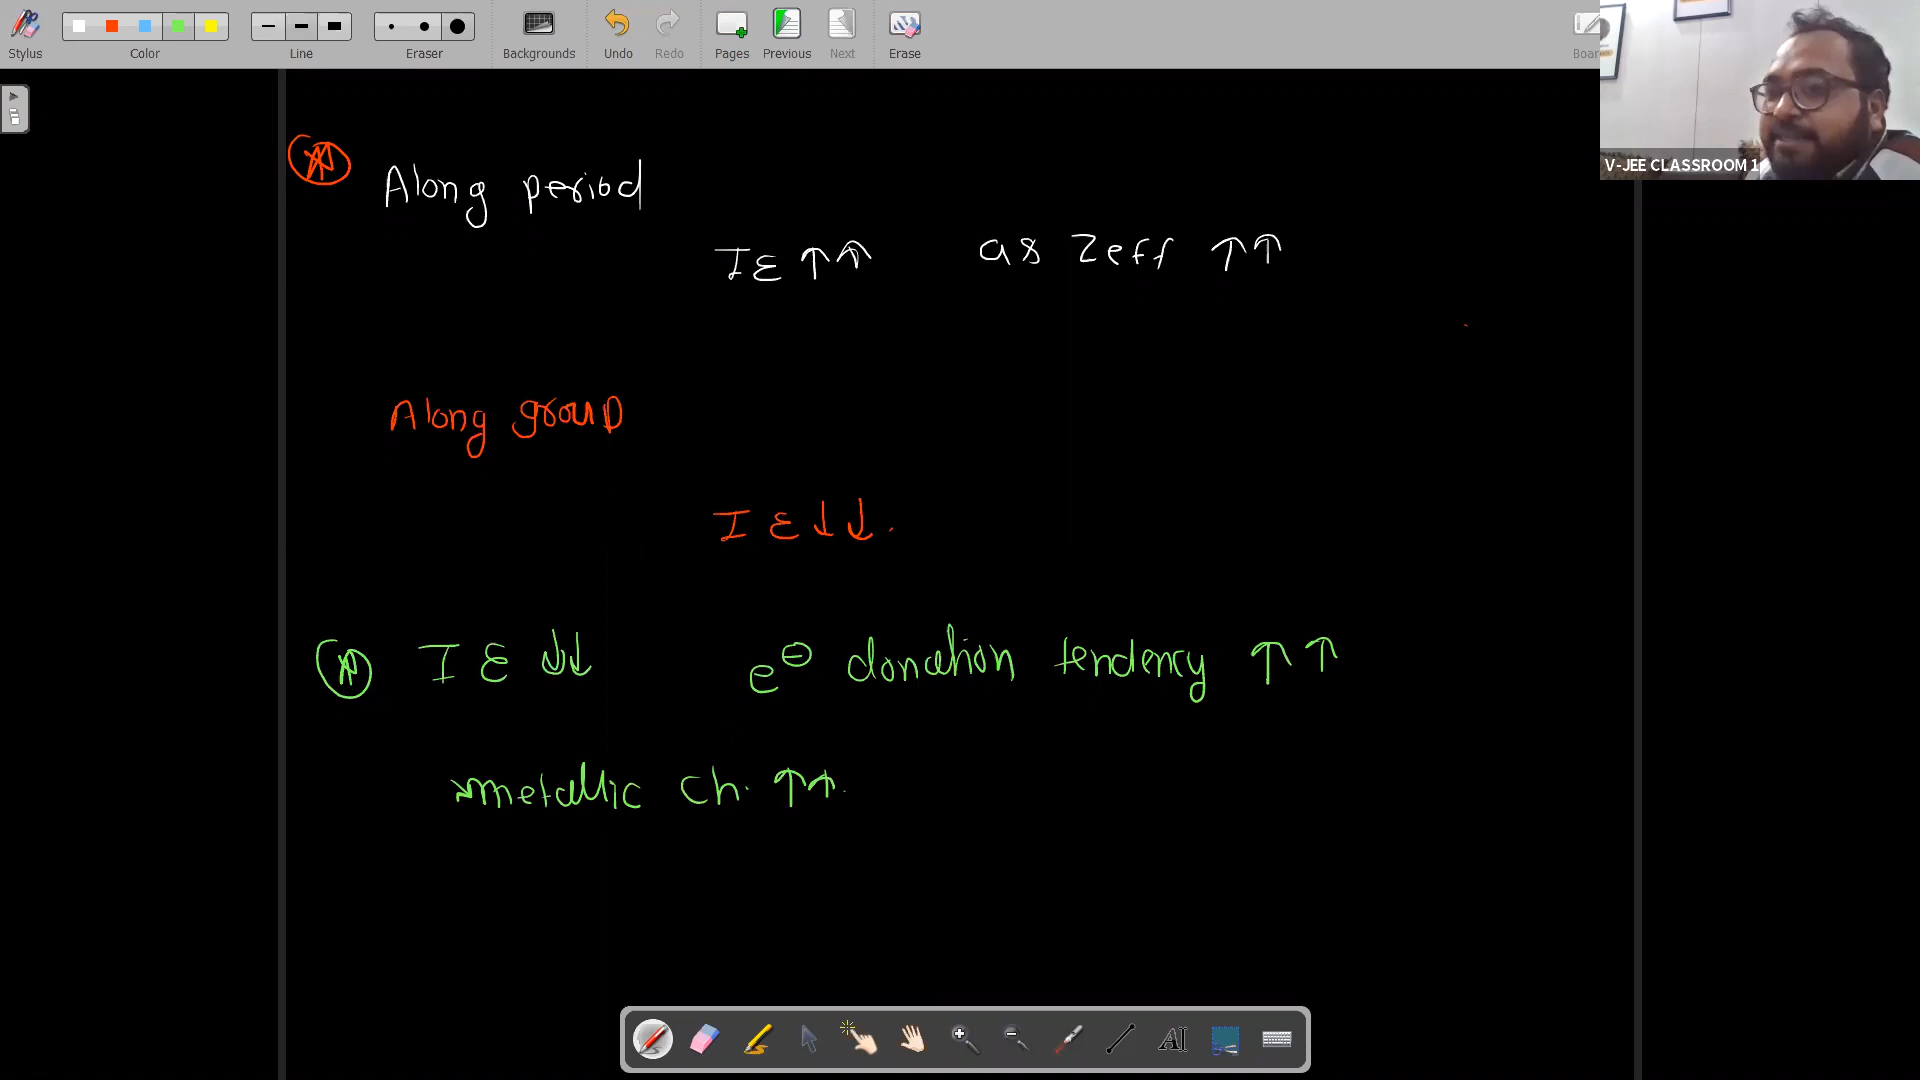 Stylus Color Line Eraser Backgrounds Undo Redo Pages Previous Next Erase Boar
V-JEE CLASSROOM 1
Along period
IE ↑↑ as Zeff ↑↑
Along group
IE ↓↓.
IE ↓↓ e⊖ donation tendency ↑↑
metallic ch. ↑↑.